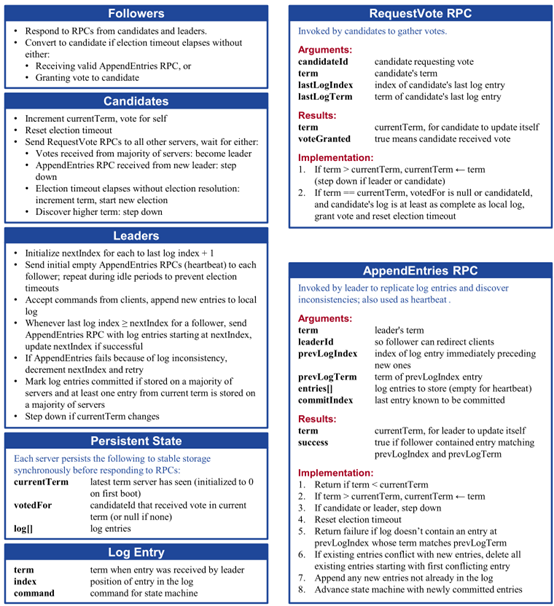 Followers
• Respond to RPCs from candidates and leaders.
• Convert to candidate if election timeout elapses without
either:
• Receiving valid AppendEntries RPC, or
• Granting vote to candidate
Candidates
• Increment currentTerm, vote for self
• Reset election timeout
• Send RequestVote RPCs to all other servers, wait for either:
• Votes received from majority of servers: become leader
• AppendEntries RPC received from new leader: step
down
• Election timeout elapses without election resolution:
increment term, start new election
• Discover higher term: step down
Leaders
• Initialize nextIndex for each to last log index + 1
• Send initial empty AppendEntries RPCs (heartbeat) to each
follower; repeat during idle periods to prevent election
timeouts
• Accept commands from clients, append new entries to local
log
• Whenever last log index ≥ nextIndex for a follower, send
AppendEntries RPC with log entries starting at nextIndex,
update nextIndex if successful
• If AppendEntries fails because of log inconsistency,
decrement nextIndex and retry
• Mark log entries committed if stored on a majority of
servers and at least one entry from current term is stored on
a majority of servers
• Step down if currentTerm changes
Persistent State
Each server persists the following to stable storage
synchronously before responding to RPCs:
currentTerm latest term server has seen (initialized to 0
on first boot)
votedFor candidateId that received vote in current
term (or null if none)
log[] log entries
Log Entry
term term when entry was received by leader
index position of entry in the log
command command for state machine
RequestVote RPC
Invoked by candidates to gather votes.
Arguments:
candidateId candidate requesting vote
term candidate's term
lastLogIndex index of candidate's last log entry
lastLogTerm term of candidate's last log entry
Results:
term currentTerm, for candidate to update itself
voteGranted true means candidate received vote
Implementation:
1. If term > currentTerm, currentTerm ← term
(step down if leader or candidate)
2. If term == currentTerm, votedFor is null or candidateId,
and candidate's log is at least as complete as local log,
grant vote and reset election timeout
AppendEntries RPC
Invoked by leader to replicate log entries and discover
inconsistencies; also used as heartbeat .
Arguments:
term leader's term
leaderId so follower can redirect clients
prevLogIndex index of log entry immediately preceding
new ones
prevLogTerm term of prevLogIndex entry
entries[] log entries to store (empty for heartbeat)
commitIndex last entry known to be committed
Results:
term currentTerm, for leader to update itself
success true if follower contained entry matching
prevLogIndex and prevLogTerm
Implementation:
1. Return if term < currentTerm
2. If term > currentTerm, currentTerm ← term
3. If candidate or leader, step down
4. Reset election timeout
5. Return failure if log doesn't contain an entry at
prevLogIndex whose term matches prevLogTerm
6. If existing entries conflict with new entries, delete all
existing entries starting with first conflicting entry
7. Append any new entries not already in the log
8. Advance state machine with newly committed entries